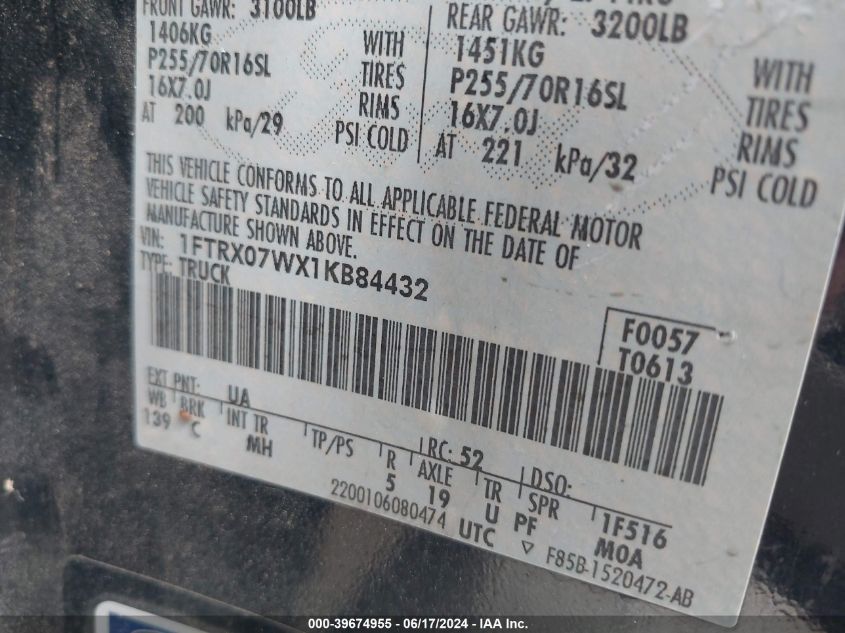 FRONT GAWR: 3100LB
1406KG WITH
P255/70R16SL TIRES
16X7.0J RIMS
AT 200 kPa/29 PSI COLD
REAR GAWR: 3200LB
1451KG WITH
P255/70R16SL TIRES
16X7.0J RIMS
AT 221 kPa/32 PSI COLD
THIS VEHICLE CONFORMS TO ALL APPLICABLE FEDERAL MOTOR
VEHICLE SAFETY STANDARDS IN EFFECT ON THE DATE OF
MANUFACTURE SHOWN ABOVE.
VIN: 1FTRX07WX1KB84432
TYPE: TRUCK
F0057
T0613
EXT PNT: UA RC: 52 DSO:
WB BRK INT TR TP/PS R AXLE TR SPR
139 C MH 5 19 U PF 1F516
2200106080474 UTC MOA
▽ F85B-1520472-AB
000-39674955 - 06/17/2024 - IAA Inc.